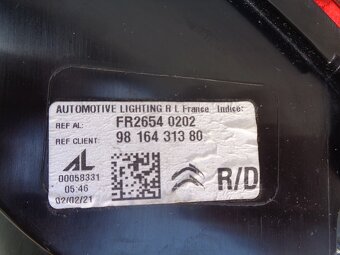 AUTOMOTIVE LIGHTING R L France Indice:
REF AL: FR2654 0202
REF CLIENT: 98 164 313 80
AL
00058331
05:46
02/02/21
R/D